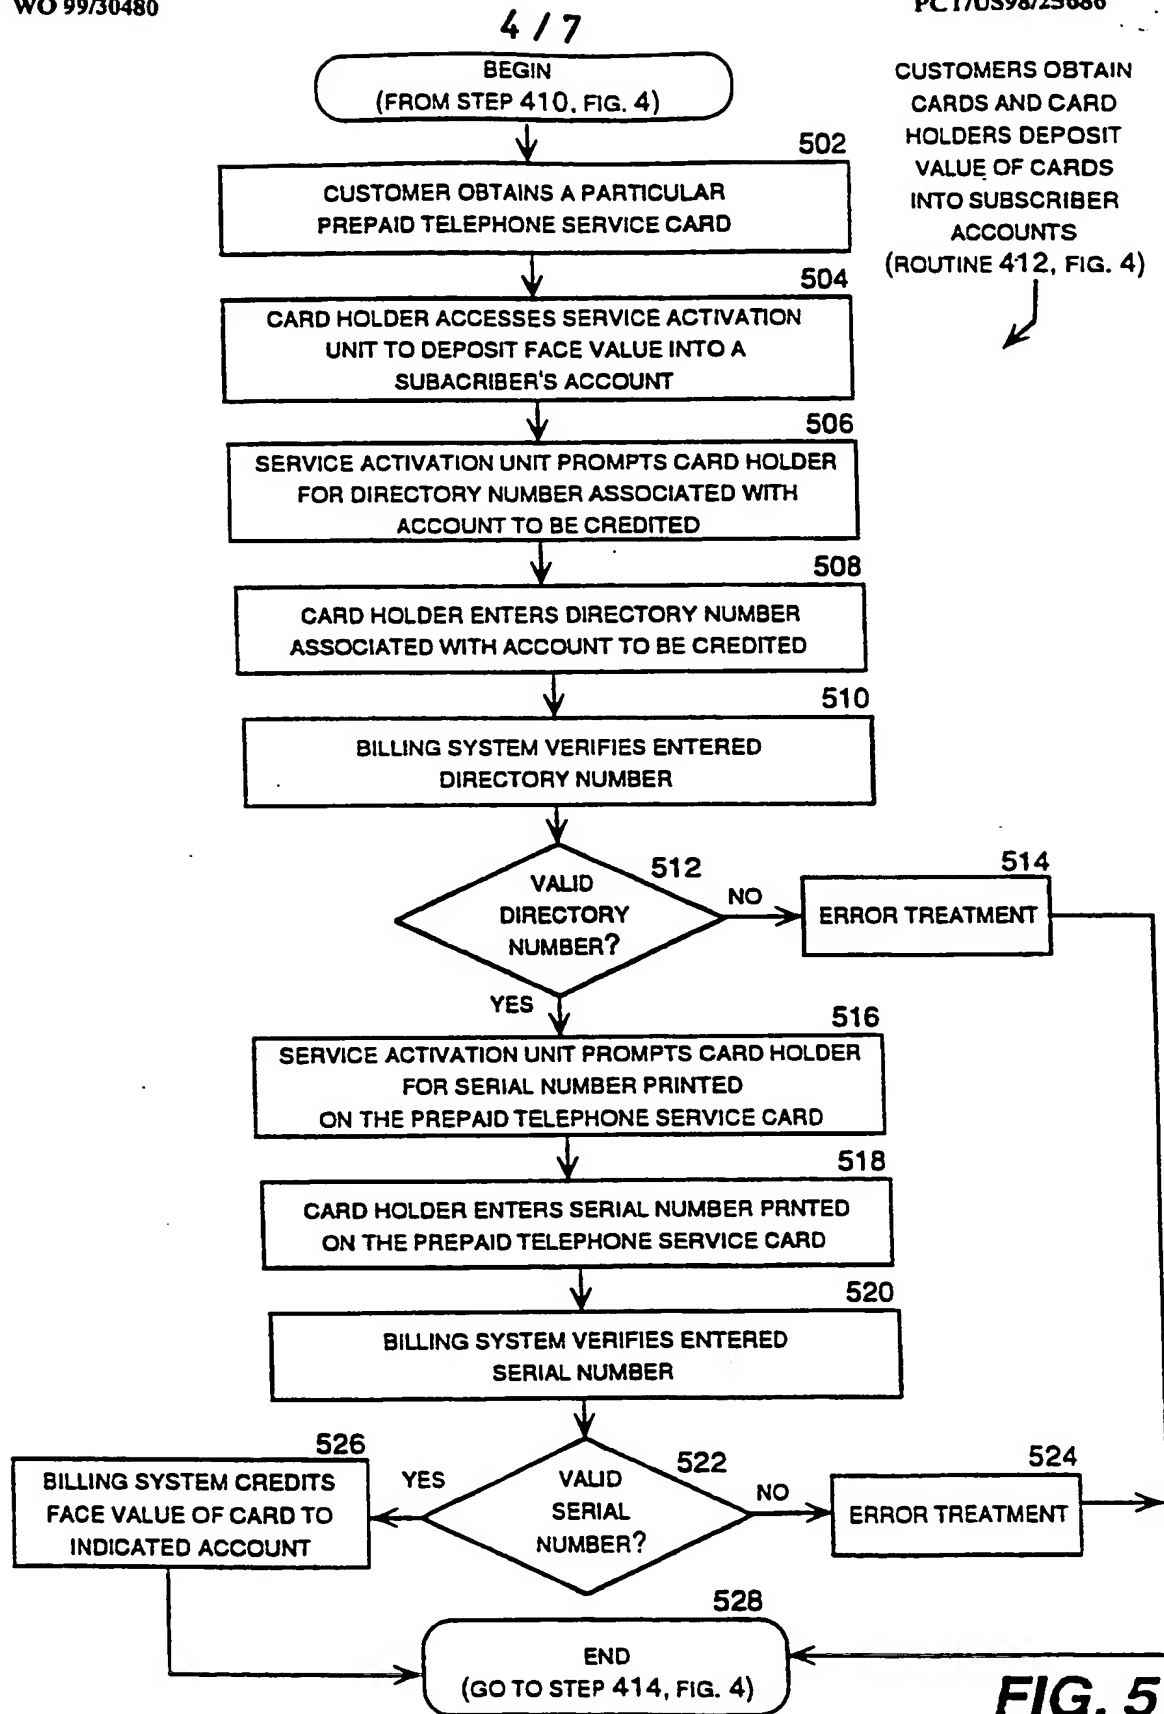 WO 99/30480
PCT/US98/25686
4 / 7
BEGIN
(FROM STEP 410, FIG. 4)
CUSTOMERS OBTAIN
CARDS AND CARD
HOLDERS DEPOSIT
VALUE OF CARDS
INTO SUBSCRIBER
ACCOUNTS
(ROUTINE 412, FIG. 4)
502
CUSTOMER OBTAINS A PARTICULAR
PREPAID TELEPHONE SERVICE CARD
504
CARD HOLDER ACCESSES SERVICE ACTIVATION
UNIT TO DEPOSIT FACE VALUE INTO A
SUBACRIBER'S ACCOUNT
506
SERVICE ACTIVATION UNIT PROMPTS CARD HOLDER
FOR DIRECTORY NUMBER ASSOCIATED WITH
ACCOUNT TO BE CREDITED
508
CARD HOLDER ENTERS DIRECTORY NUMBER
ASSOCIATED WITH ACCOUNT TO BE CREDITED
510
BILLING SYSTEM VERIFIES ENTERED
DIRECTORY NUMBER
512
VALID
DIRECTORY
NUMBER?
NO
514
ERROR TREATMENT
YES
516
SERVICE ACTIVATION UNIT PROMPTS CARD HOLDER
FOR SERIAL NUMBER PRINTED
ON THE PREPAID TELEPHONE SERVICE CARD
518
CARD HOLDER ENTERS SERIAL NUMBER PRNTED
ON THE PREPAID TELEPHONE SERVICE CARD
520
BILLING SYSTEM VERIFIES ENTERED
SERIAL NUMBER
522
VALID
SERIAL
NUMBER?
YES
526
BILLING SYSTEM CREDITS
FACE VALUE OF CARD TO
INDICATED ACCOUNT
NO
524
ERROR TREATMENT
528
END
(GO TO STEP 414, FIG. 4)
FIG. 5